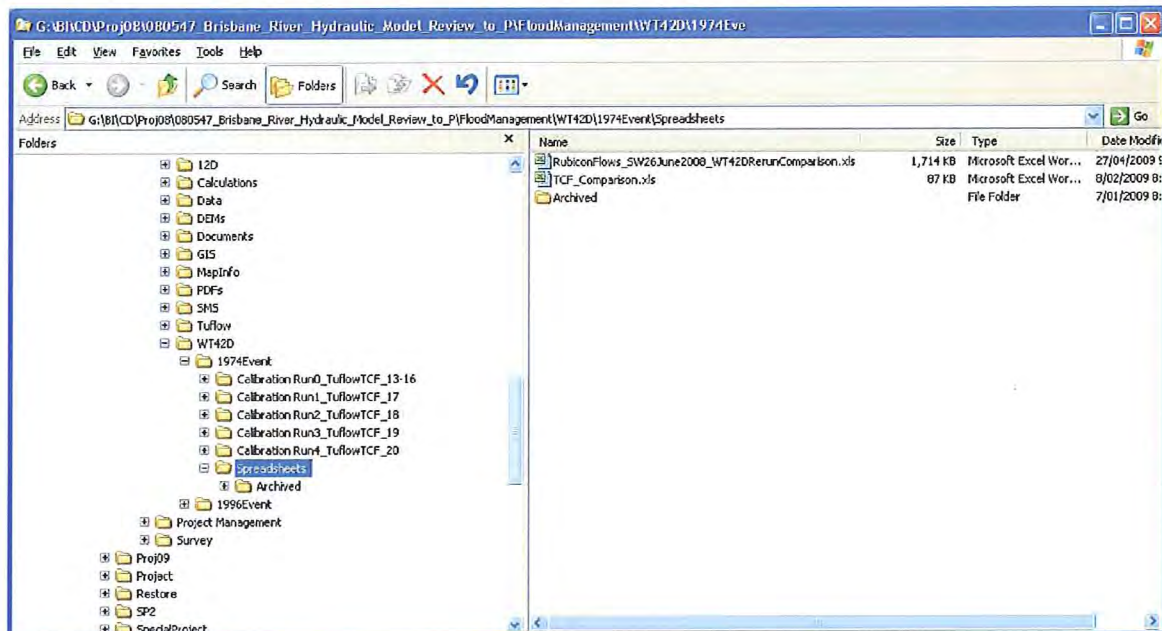 G:\BI\CD\Proj08\080547_Brisbane_River_Hydraulic_Model_Review_to_P\FloodManagement\WT42D\1974Eve
File Edit View Favorites Tools Help
Back Search Folders
Address G:\BI\CD\Proj08\080547_Brisbane_River_Hydraulic_Model_Review_to_P\FloodManagement\WT42D\1974Event\Spreadsheets Go
Folders x Name Size Type Date Modifie
12D
Calculations
Data
DEMs
Documents
GIS
MapInfo
PDFs
SMS
Tuflow
WT42D
1974Event
Calibration Run0_TuflowTCF_13-16
Calibration Run1_TuflowTCF_17
Calibration Run2_TuflowTCF_18
Calibration Run3_TuflowTCF_19
Calibration Run4_TuflowTCF_20
Spreadsheets
Archived
1996Event
Project Management
Survey
Proj09
Project
Restore
SP2
SpecialProject
RubiconFlows_SW26June2008_WT42DRerunComparison.xls 1,714 KB Microsoft Excel Wor... 27/04/2009 9
TCF_Comparison.xls 87 KB Microsoft Excel Wor... 8/02/2009 8:
Archived File Folder 7/01/2009 8: